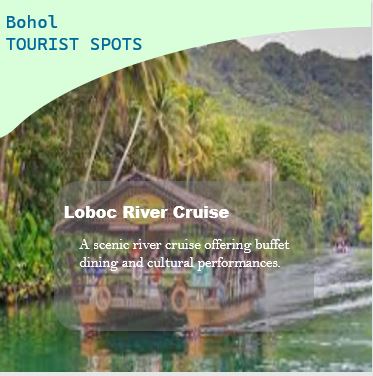 Bohol
TOURIST SPOTS
Loboc River Cruise
A scenic river cruise offering buffet
dining and cultural performances.